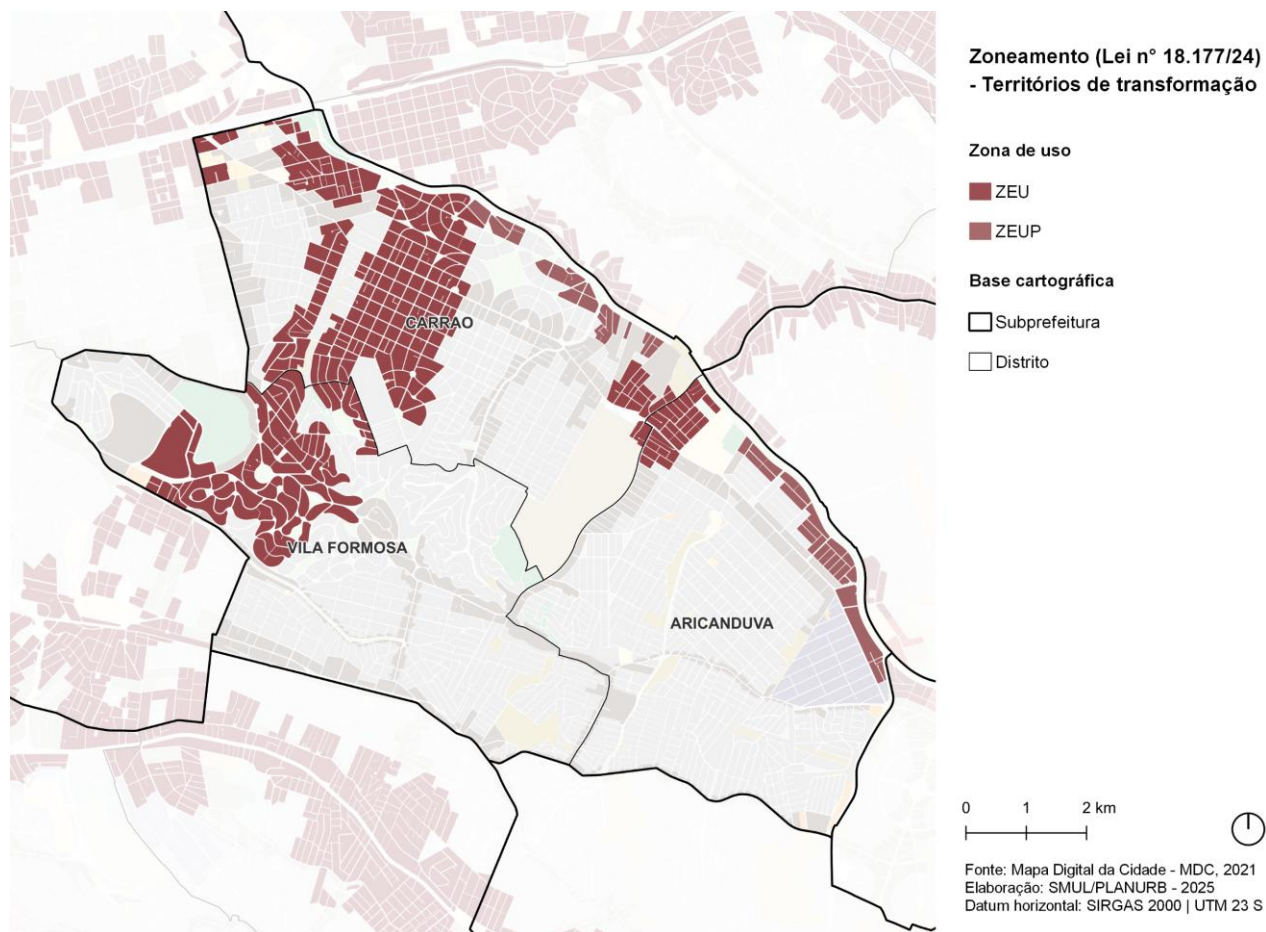 Zoneamento (Lei n° 18.177/24)
- Territórios de transformação
Zona de uso
ZEU
ZEUP
Base cartográfica
Subprefeitura
Distrito
CARRAO
VILA FORMOSA
ARICANDUVA
0 1 2 km
Fonte: Mapa Digital da Cidade - MDC, 2021
Elaboração: SMUL/PLANURB - 2025
Datum horizontal: SIRGAS 2000 | UTM 23 S